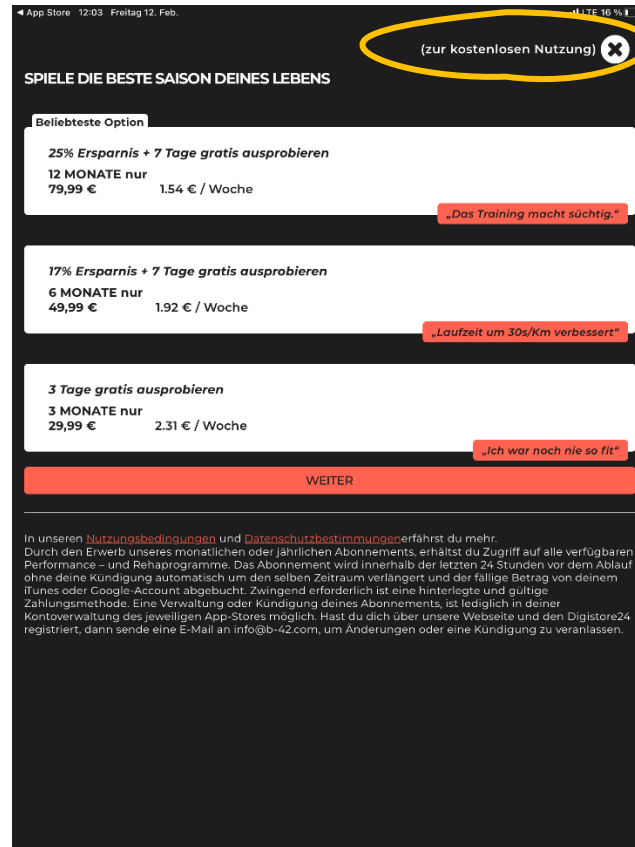 ◀ App Store 12:03 Freitag 12. Feb.
LTE 16 %
(zur kostenlosen Nutzung)
SPIELE DIE BESTE SAISON DEINES LEBENS
Beliebteste Option
25% Ersparnis + 7 Tage gratis ausprobieren
12 MONATE nur
79,99 € 1.54 € / Woche
„Das Training macht süchtig.“
17% Ersparnis + 7 Tage gratis ausprobieren
6 MONATE nur
49,99 € 1.92 € / Woche
„Laufzeit um 30s/Km verbessert“
3 Tage gratis ausprobieren
3 MONATE nur
29,99 € 2.31 € / Woche
„Ich war noch nie so fit“
WEITER
In unseren Nutzungsbedingungen und Datenschutzbestimmungenerfährst du mehr.
Durch den Erwerb unseres monatlichen oder jährlichen Abonnements, erhältst du Zugriff auf alle verfügbaren
Performance – und Rehaprogramme. Das Abonnement wird innerhalb der letzten 24 Stunden vor dem Ablauf
ohne deine Kündigung automatisch um den selben Zeitraum verlängert und der fällige Betrag von deinem
iTunes oder Google-Account abgebucht. Zwingend erforderlich ist eine hinterlegte und gültige
Zahlungsmethode. Eine Verwaltung oder Kündigung deines Abonnements, ist lediglich in deiner
Kontoverwaltung des jeweiligen App-Stores möglich. Hast du dich über unsere Webseite und den Digistore24
registriert, dann sende eine E-Mail an info@b-42.com, um Änderungen oder eine Kündigung zu veranlassen.